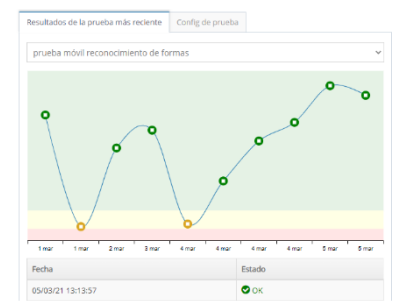 Resultados de la prueba más reciente Config de prueba
prueba móvil reconocimiento de formas
1 mar 1 mar 2 mar 3 mar 4 mar 4 mar 4 mar 4 mar 5 mar 5 mar
Fecha Estado
05/03/21 13:13:57 OK